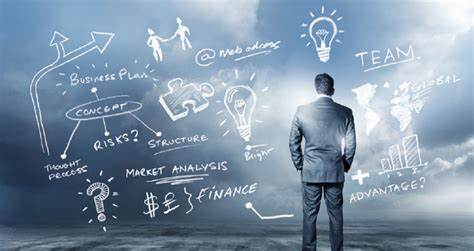 Business Plan
CONCEPT
RISKS?
THOUGHT
PROCESS
STRUCTURE
MARKET ANALYSIS
$£} FINANCE
?
Bright
TEAM
GLOBAL
+
ADVANTAGE?